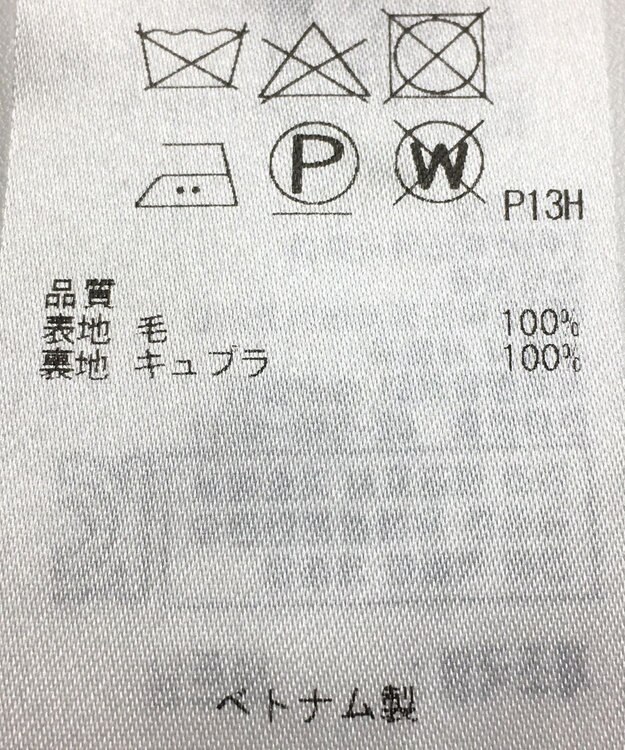 P W
P13H
品質
表地 毛 100%
裏地 キュプラ 100%
ベトナム製